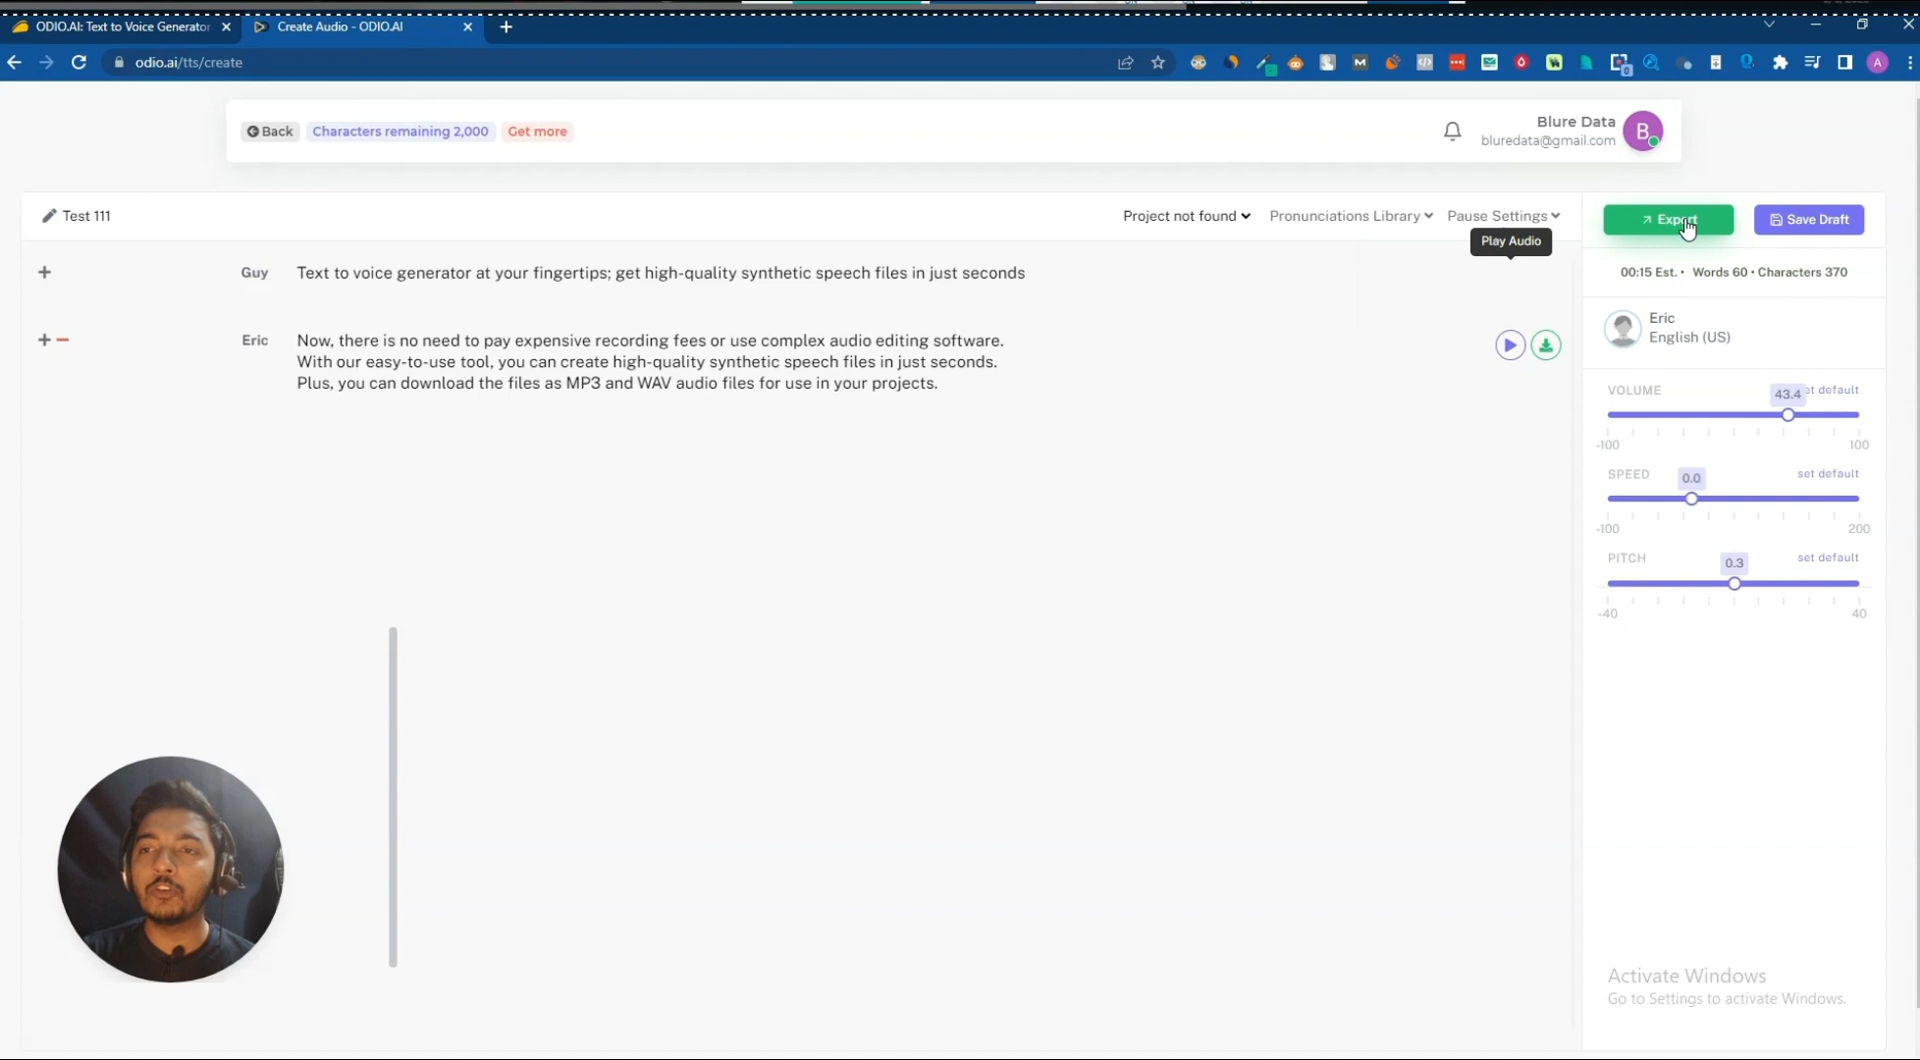 ODIO.AI: Text to Voice Generator
Create Audio - ODIO.AI
odio.ai/tts/create
A
Back
Characters remaining 2,000
Get more
Blure Data
bluredata@gmail.com
B
Test 111
Project not found
Pronunciations Library
Pause Settings
Export
Save Draft
Play Audio
00:15 Est. • Words 60 • Characters 370
Guy
Text to voice generator at your fingertips; get high-quality synthetic speech files in just seconds
Eric
Now, there is no need to pay expensive recording fees or use complex audio editing software.
With our easy-to-use tool, you can create high-quality synthetic speech files in just seconds.
Plus, you can download the files as MP3 and WAV audio files for use in your projects.
Eric
English (US)
VOLUME
43.4
et default
-100
100
SPEED
0.0
set default
-100
200
PITCH
0.3
set default
-40
40
Activate Windows
Go to Settings to activate Windows.